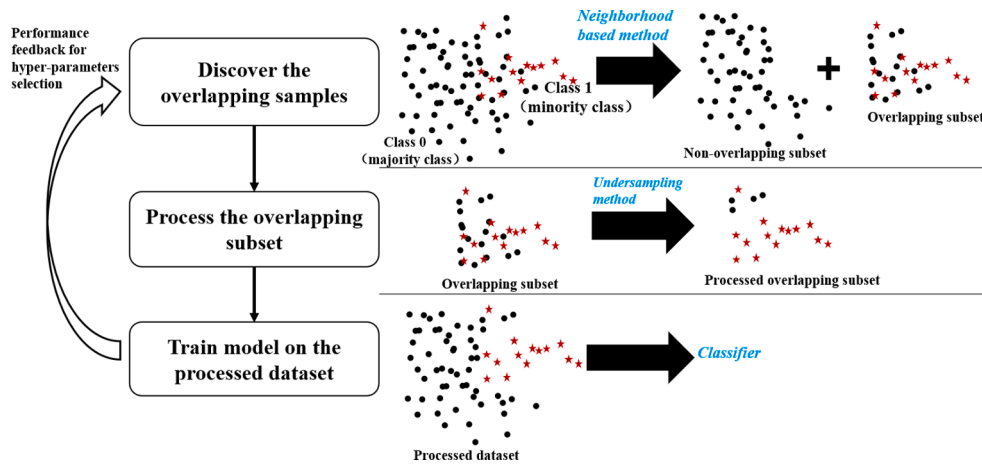 Performance
feedback for
hyper-parameters
selection
Discover the
overlapping samples
Class 0
（majority class）
Class 1
（minority class）
Neighborhood
based method
Non-overlapping subset
+
Overlapping subset
Process the overlapping
subset
Overlapping subset
Undersampling
method
Processed overlapping subset
Train model on the
processed dataset
Processed dataset
Classifier